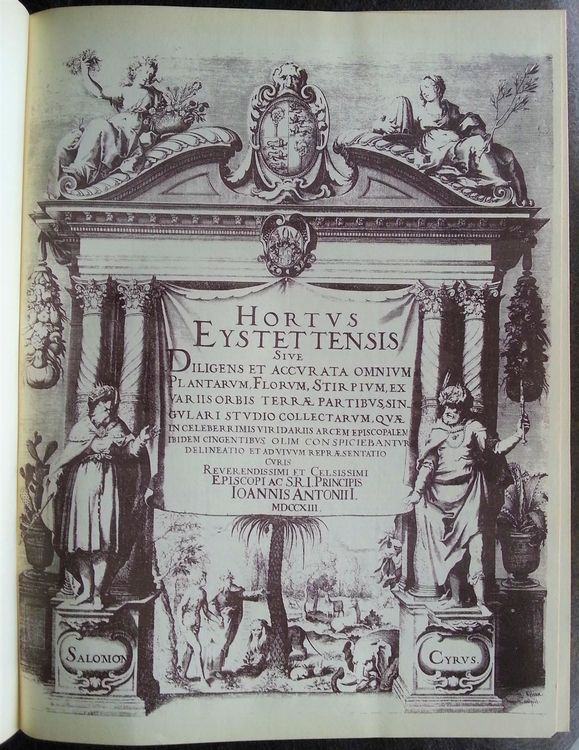 HORTVS
EYSTETTENSIS
SIVE
DILIGENS ET ACCVRATA OMNIVM
PLANTARVM, FLORVM, STIRPIVM, EX
VARIIS ORBIS TERRÆ PARTIBVS, SIN,
GVLARI STVDIO COLLECTARVM, QVÆ
IN CELEBERRIMIS VIRIDARIIS ARCEM EPISCOPALEM
IBIDEM CINGENTIBVS OLIM CONSPICIEBANTVR
DELINEATIO ET AD VIVVM REPRÆSENTATIO
CVRIS
REVERENDISSIMI ET CELSISSIMI
EPISCOPI AC S.R.I. PRINCIPIS
IOANNIS ANTONII I.
MDCCXIII.
SALOMON
CYRVS.